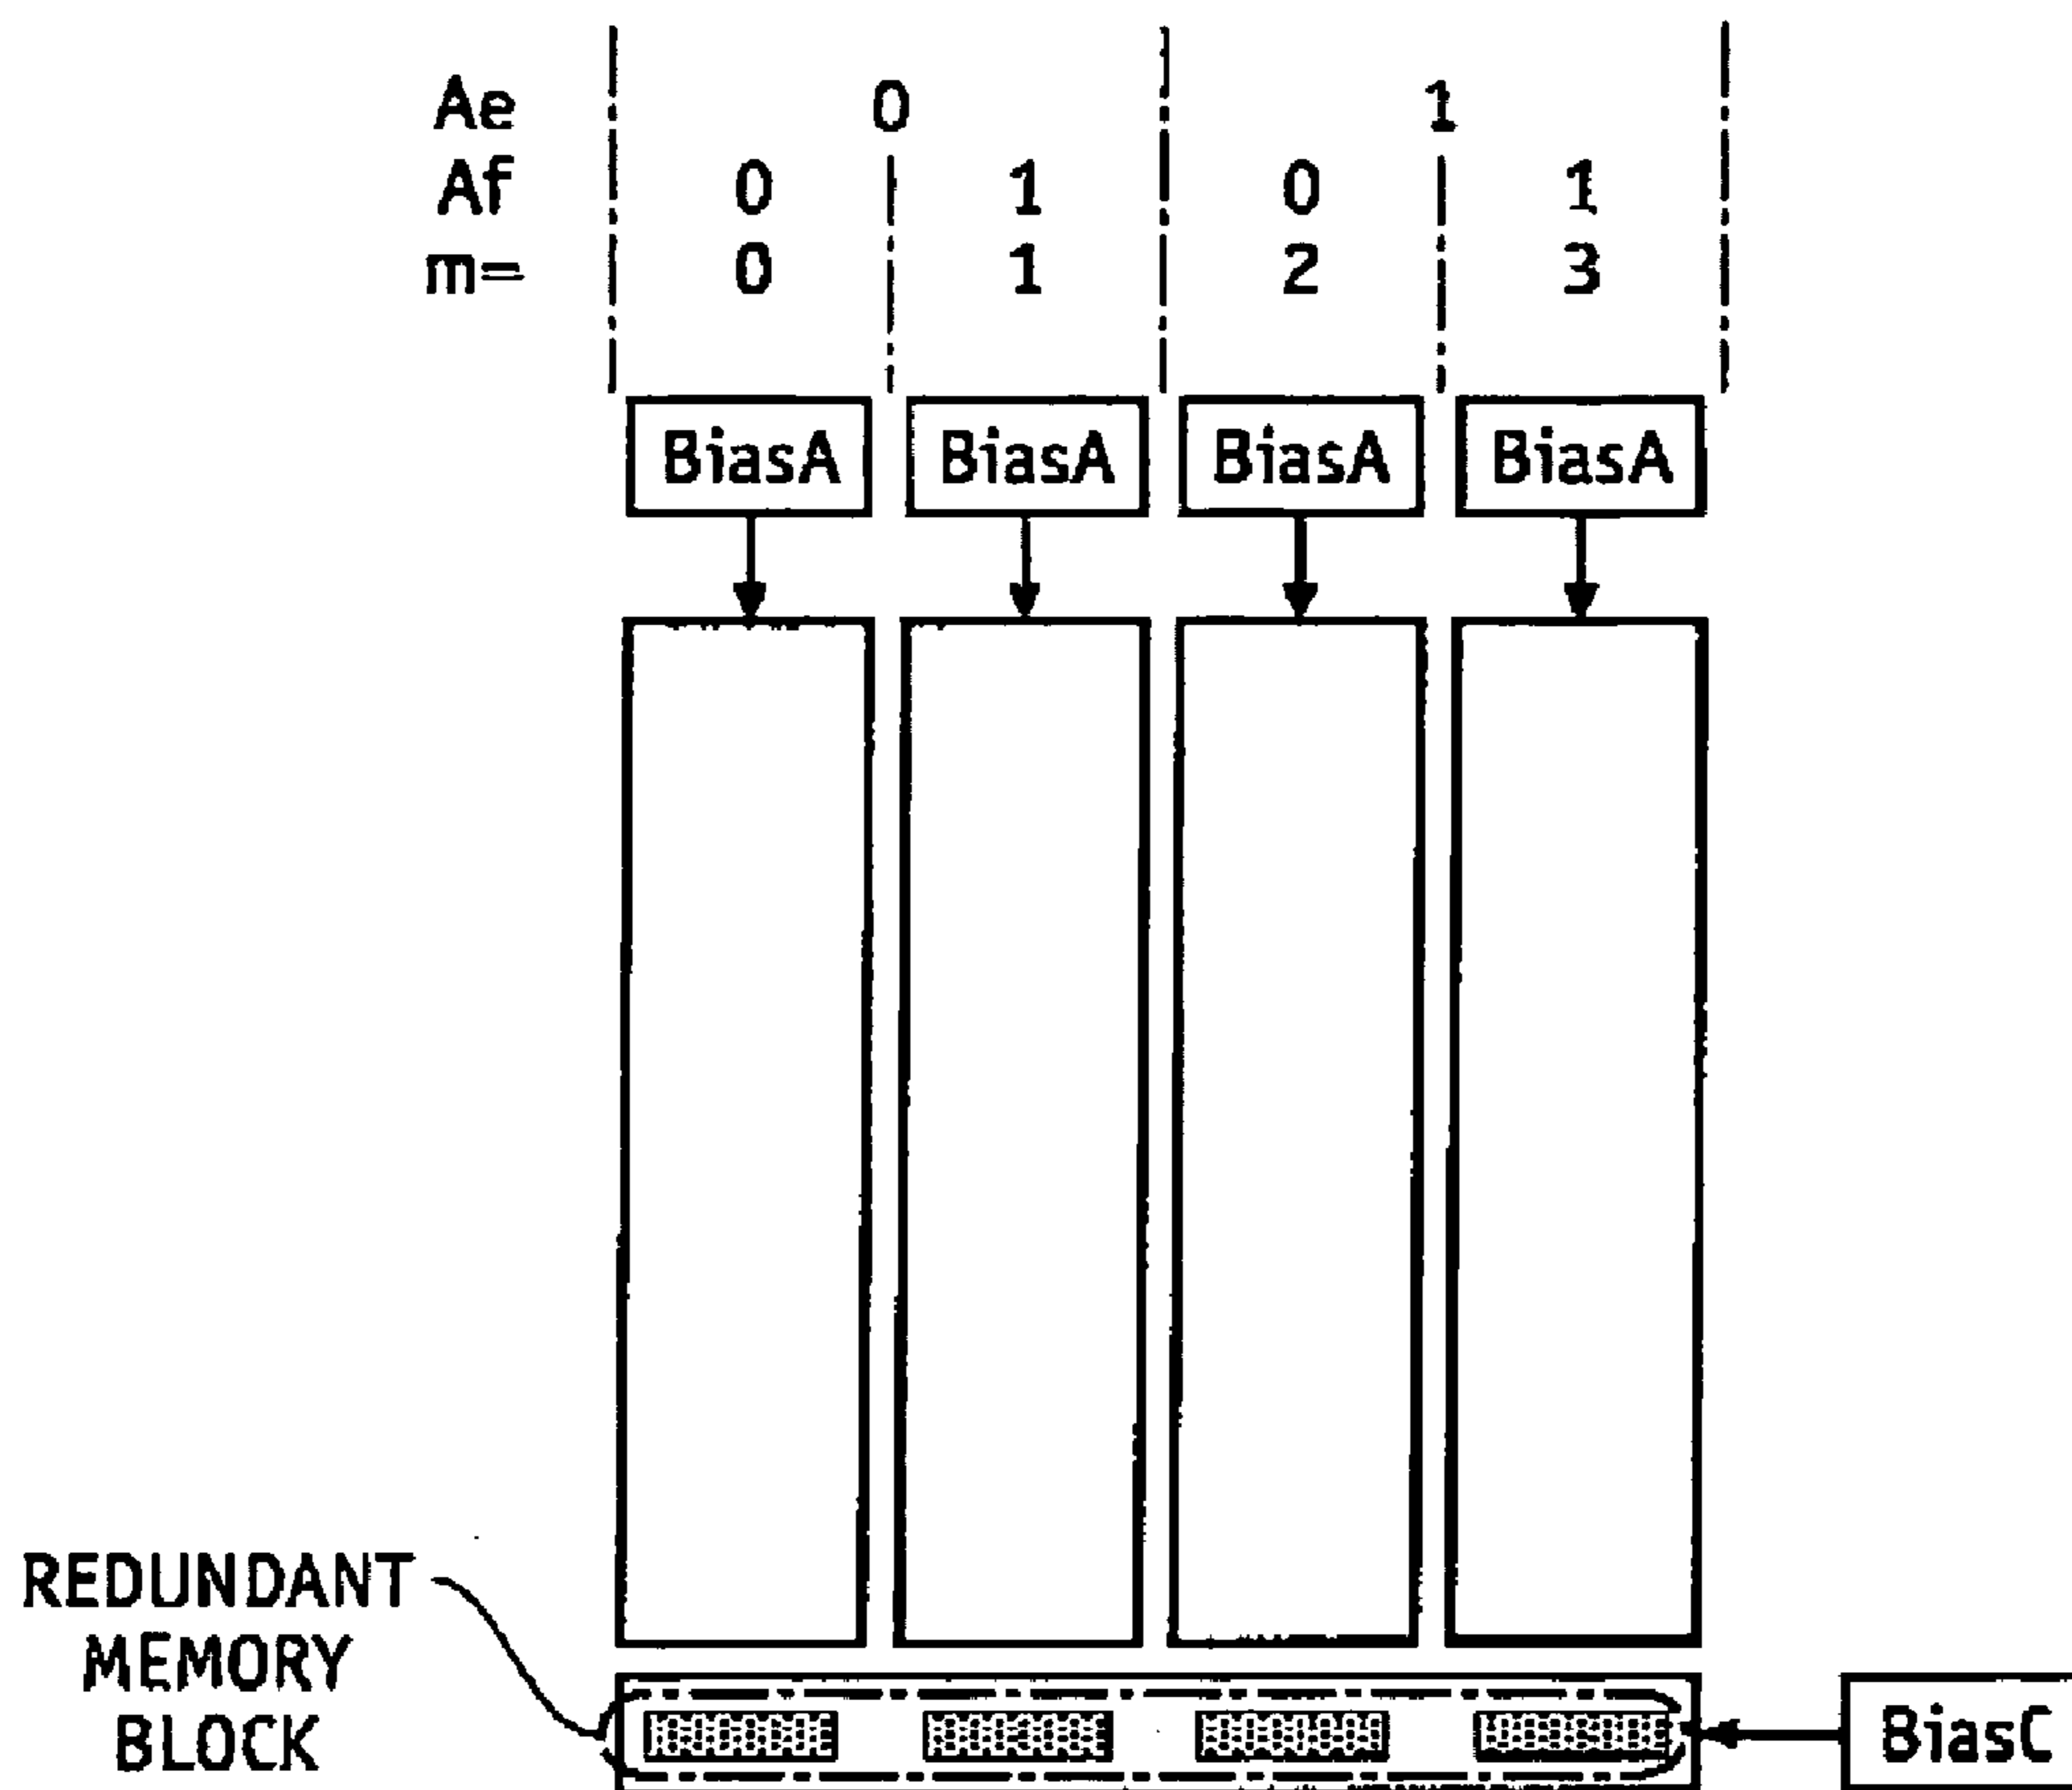 Ae 0 1
Af 0 1 0 1
m= 0 1 2 3
BiasA BiasA BiasA BiasA
REDUNDANT
MEMORY
BLOCK
BiasC